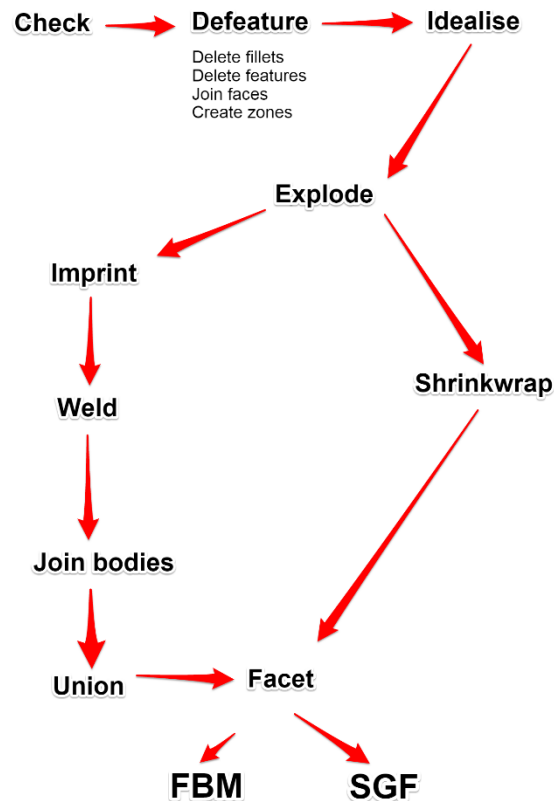 Check
Defeature
Idealise
Delete fillets
Delete features
Join faces
Create zones
Explode
Imprint
Shrinkwrap
Weld
Join bodies
Union
Facet
FBM
SGF